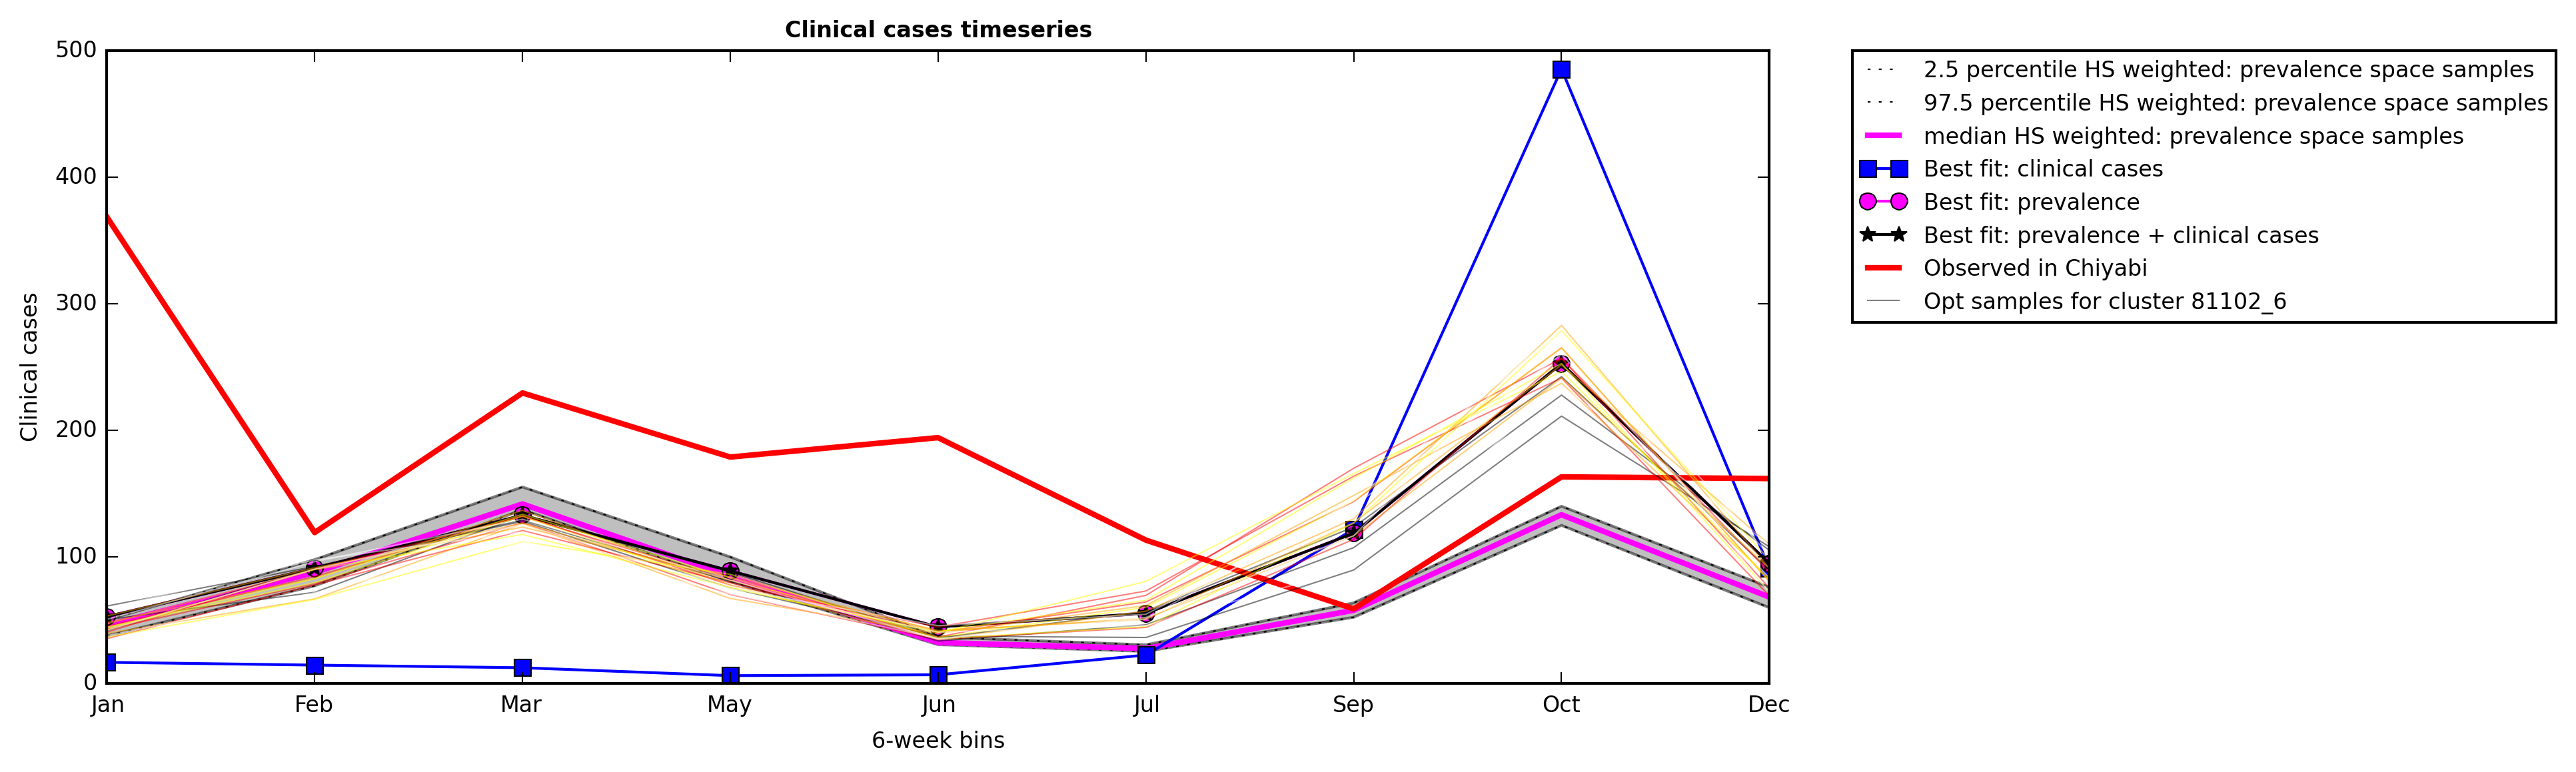 Clinical cases timeseries
500
400
300
200
100
0
Clinical cases
Jan Feb Mar May Jun Jul Sep Oct Dec
6-week bins
2.5 percentile HS weighted: prevalence space samples
97.5 percentile HS weighted: prevalence space samples
median HS weighted: prevalence space samples
Best fit: clinical cases
Best fit: prevalence
Best fit: prevalence + clinical cases
Observed in Chiyabi
Opt samples for cluster 81102_6